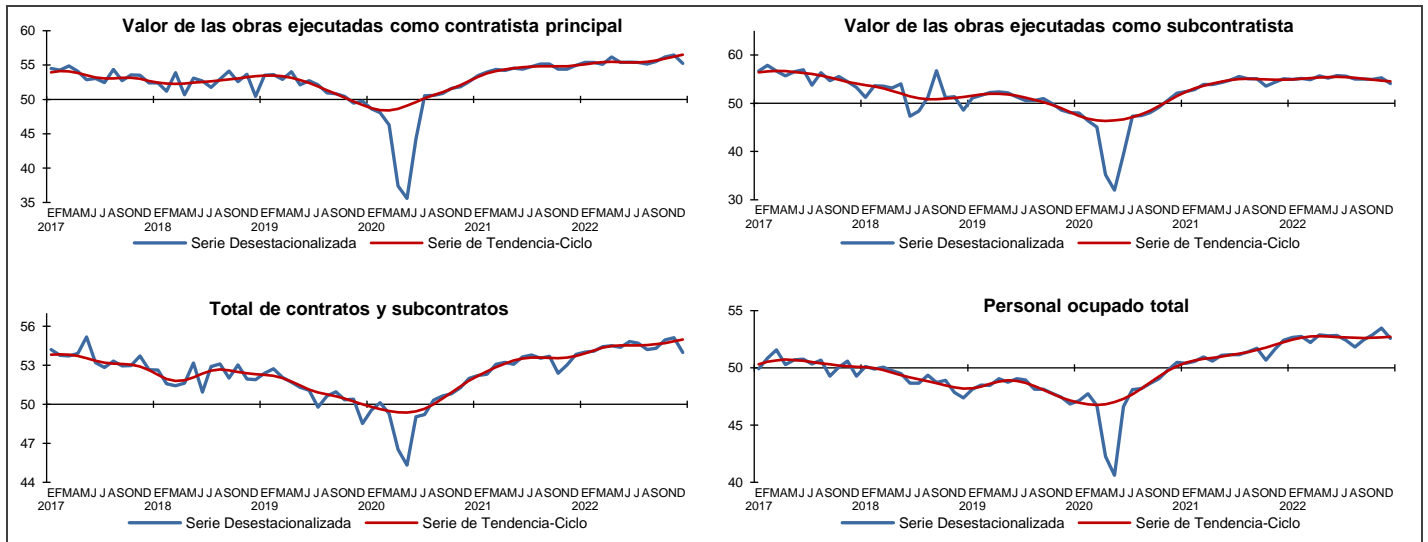 Valor de las obras ejecutadas como contratista principal
60
55
50
45
40
35
EFMAMJ J ASOND EFMAMJ J ASOND EFMAMJ J ASOND EFMAMJ J ASOND EFMAMJ J ASOND EFMAMJ J ASOND
2017 2018 2019 2020 2021 2022
Serie Desestacionalizada Serie de Tendencia-Ciclo
Valor de las obras ejecutadas como subcontratista
60
50
40
30
EFMAMJ J ASOND EFMAMJ J ASOND EFMAMJ J ASOND EFMAMJ J ASOND EFMAMJ J ASOND EFMAMJ J ASOND
2017 2018 2019 2020 2021 2022
Serie Desestacionalizada Serie de Tendencia-Ciclo
Total de contratos y subcontratos
56
53
50
47
44
EFMAMJ J ASOND EFMAMJ J ASOND EFMAMJ J ASOND EFMAMJ J ASOND EFMAMJ J ASOND EFMAMJ J ASOND
2017 2018 2019 2020 2021 2022
Serie Desestacionalizada Serie de Tendencia-Ciclo
Personal ocupado total
55
50
45
40
EFMAMJ J ASOND EFMAMJ J ASOND EFMAMJ J ASOND EFMAMJ J ASOND EFMAMJ J ASOND EFMAMJ J ASOND
2017 2018 2019 2020 2021 2022
Serie Desestacionalizada Serie de Tendencia-Ciclo